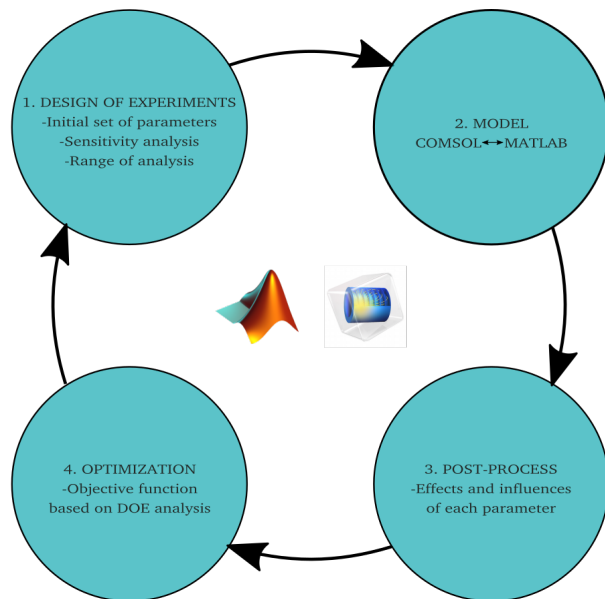 1. DESIGN OF EXPERIMENTS
-Initial set of parameters
-Sensitivity analysis
-Range of analysis
2. MODEL
COMSOL↔MATLAB
3. POST-PROCESS
-Effects and influences
of each parameter
4. OPTIMIZATION
-Objective function
based on DOE analysis